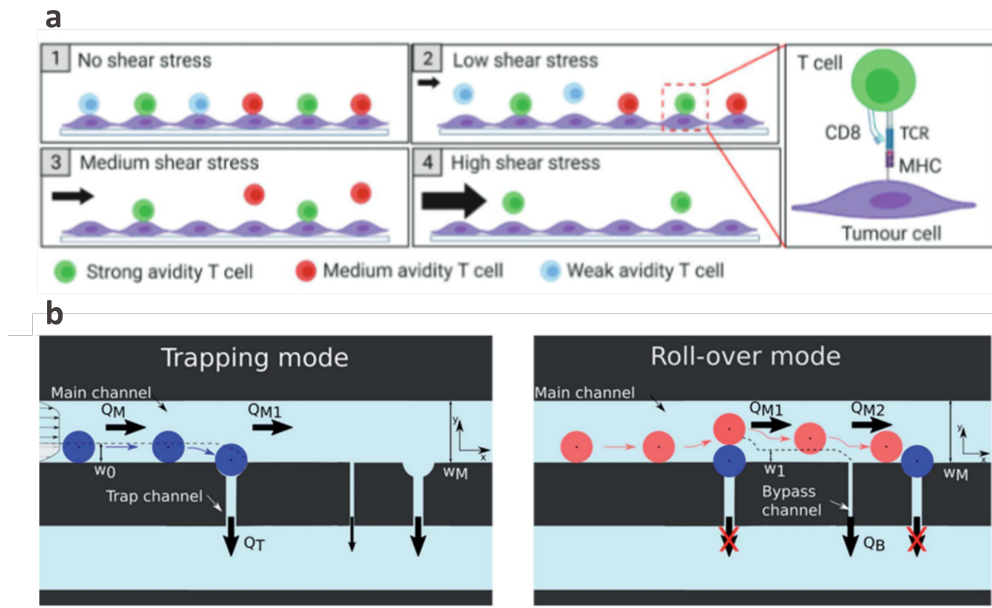 a
1 No shear stress
2 Low shear stress
T cell
CD8
TCR
MHC
Tumour cell
3 Medium shear stress
4 High shear stress
Strong avidity T cell
Medium avidity T cell
Weak avidity T cell
b
Trapping mode
Main channel
QM
QM1
w0
y
x
wM
Trap channel
QT
Roll-over mode
Main channel
QM1
QM2
w1
y
x
wM
Bypass
channel
QB